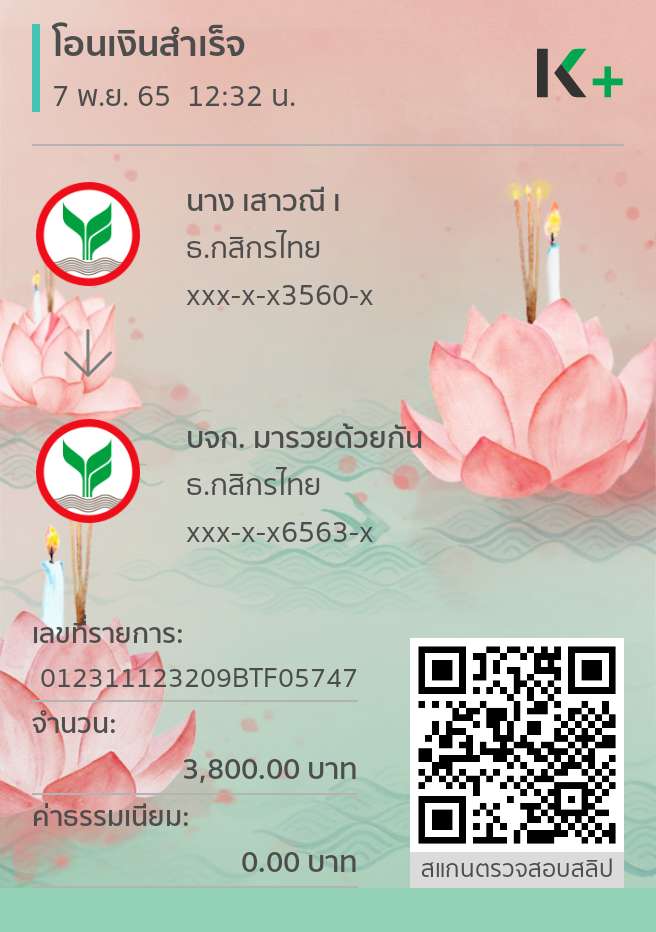 โอนเงินสำเร็จ
7 พ.ย. 65  12:32 น.
K+
นาง เสาวณี เ
ธ.กสิกรไทย
xxx-x-x3560-x
บจก. มารวยด้วยกัน
ธ.กสิกรไทย
xxx-x-x6563-x
เลขที่รายการ:
012311123209BTF05747
จำนวน:
3,800.00 บาท
ค่าธรรมเนียม:
0.00 บาท
สแกนตรวจสอบสลิป